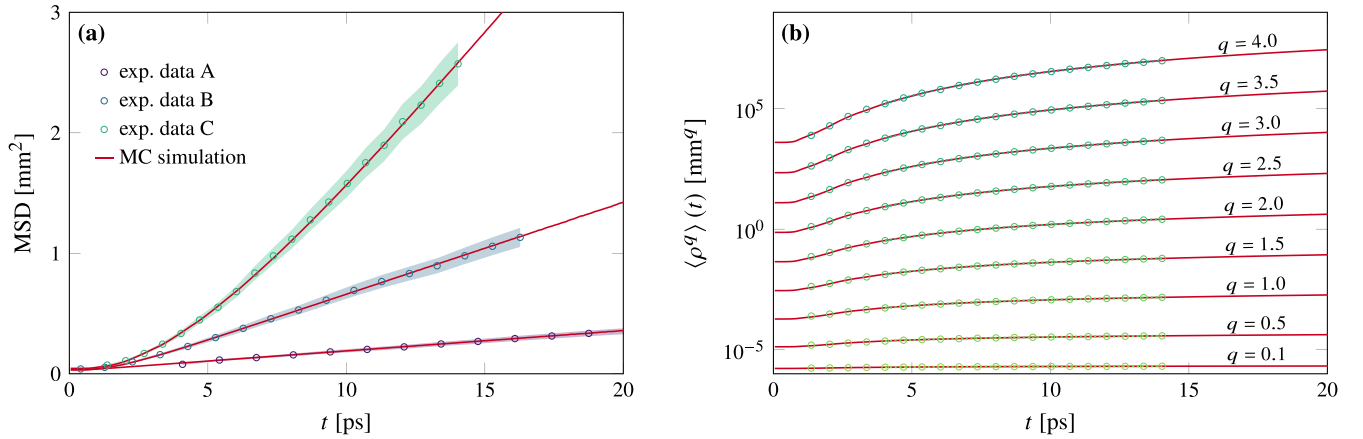 (a)
3
2
1
0
MSD [mm²]
exp. data A
exp. data B
exp. data C
MC simulation
0
5
10
15
20
t [ps]
(b)
10⁵
10⁰
10⁻⁵
⟨ρ^q⟩ (t) [mm^q]
q = 4.0
q = 3.5
q = 3.0
q = 2.5
q = 2.0
q = 1.5
q = 1.0
q = 0.5
q = 0.1
0
5
10
15
20
t [ps]